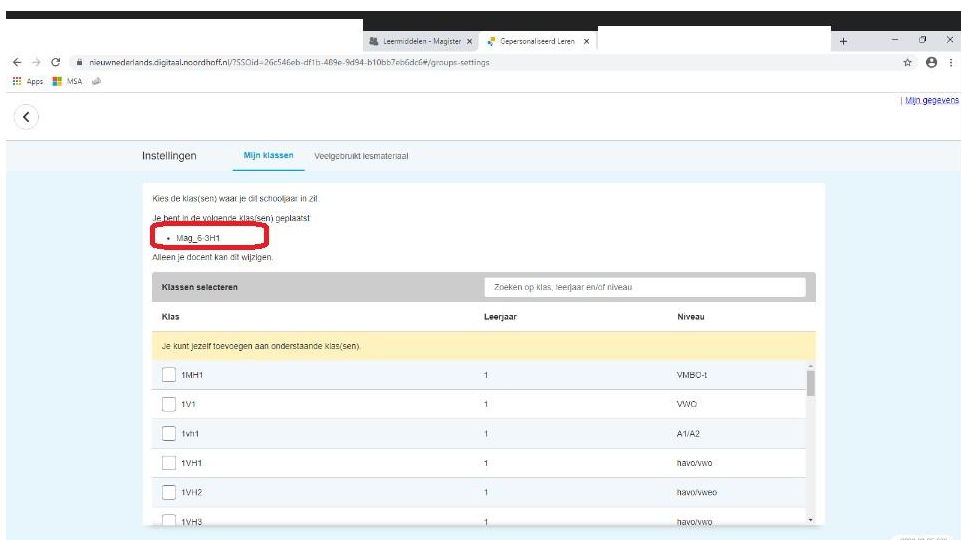 Leermiddelen - Magister
Gepersonaliseerd Leren
nieuwnederlands.digitaal.noordhoff.nl/?SSOid=26c546eb-df1b-489e-9d94-b10bb7eb6dc6#/groups-settings
Apps MSA
| Mijn gegevens
Instellingen Mijn klassen Veelgebruikt lesmateriaal
Kies de klas(sen) waar je dit schooljaar in zit.
Je bent in de volgende klas(sen) geplaatst
• Mag_6-3H1
Alleen je docent kan dit wijzigen.
Klassen selecteren Zoeken op klas, leerjaar en/of niveau
Klas Leerjaar Niveau
Je kunt jezelf toevoegen aan onderstaande klas(sen).
1MH1 1 VMBO-t
1V1 1 VWO
1vh1 1 A1/A2
1VH1 1 havo/vwo
1VH2 1 havo/vweo
1VH3 1 havo/vwo